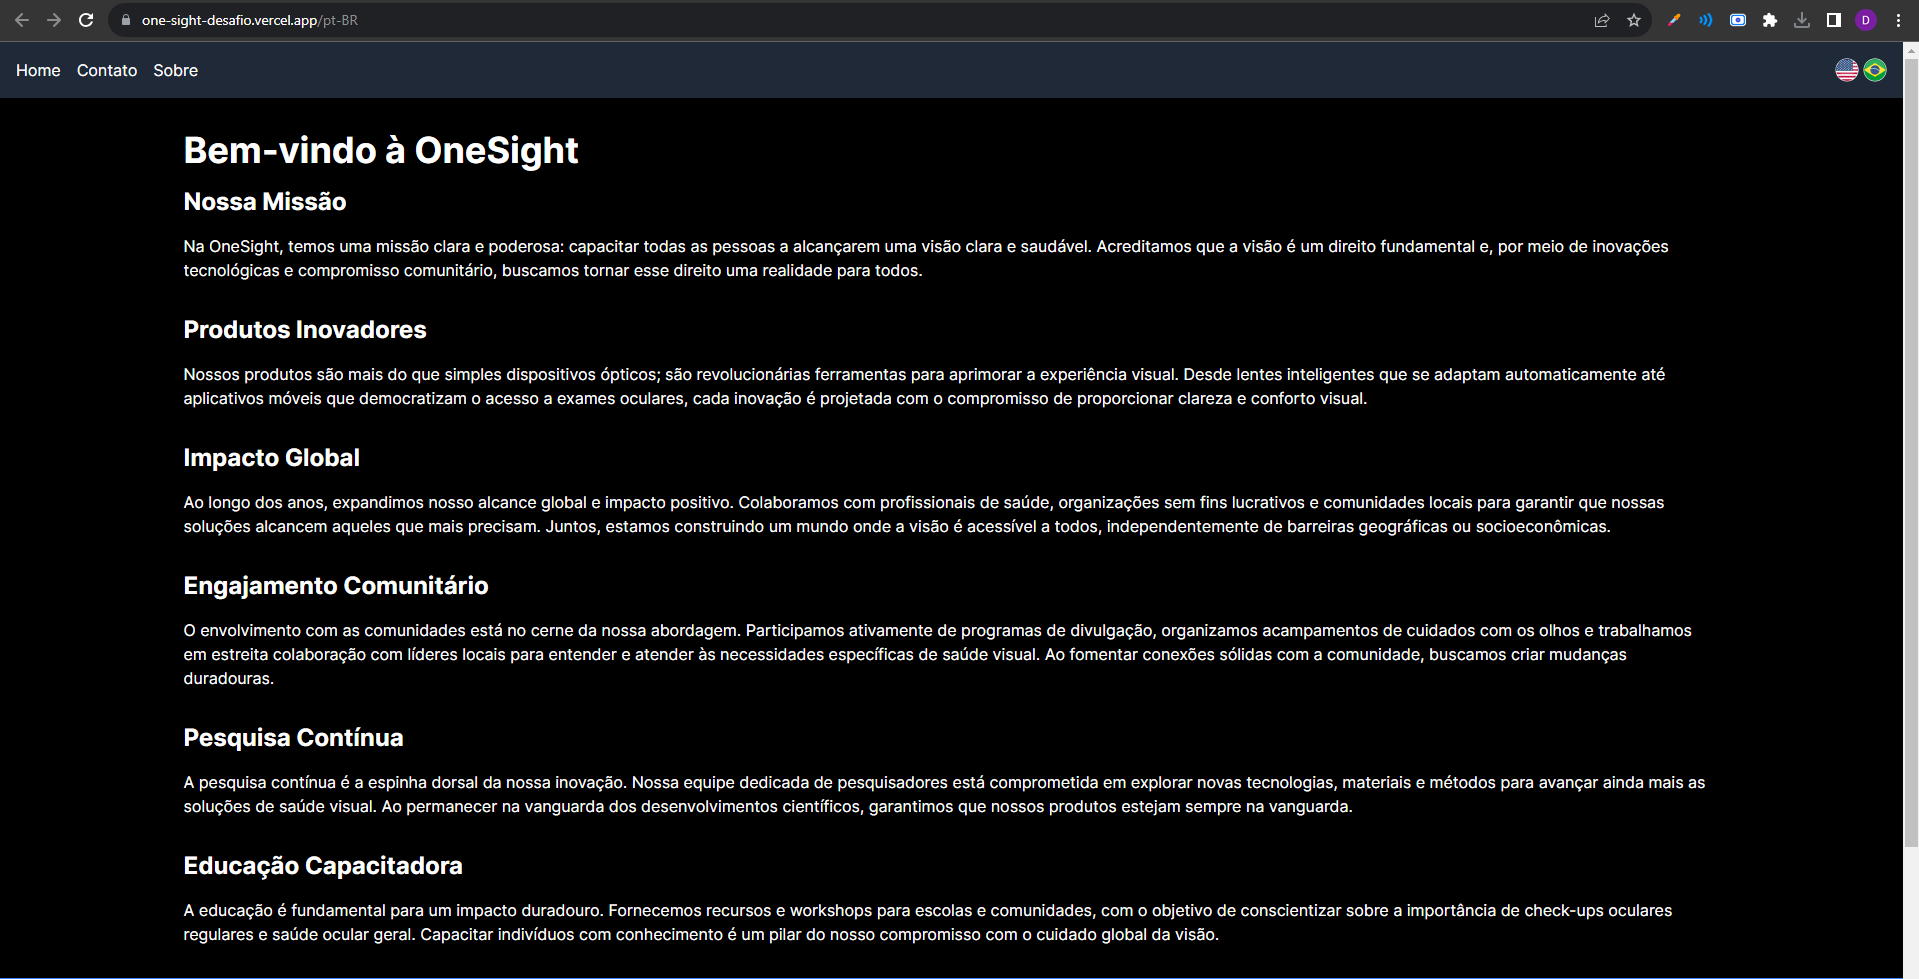 one-sight-desafio.vercel.app/pt-BR
D
Home Contato Sobre
Bem-vindo à OneSight
Nossa Missão
Na OneSight, temos uma missão clara e poderosa: capacitar todas as pessoas a alcançarem uma visão clara e saudável. Acreditamos que a visão é um direito fundamental e, por meio de inovações
tecnológicas e compromisso comunitário, buscamos tornar esse direito uma realidade para todos.
Produtos Inovadores
Nossos produtos são mais do que simples dispositivos ópticos; são revolucionárias ferramentas para aprimorar a experiência visual. Desde lentes inteligentes que se adaptam automaticamente até
aplicativos móveis que democratizam o acesso a exames oculares, cada inovação é projetada com o compromisso de proporcionar clareza e conforto visual.
Impacto Global
Ao longo dos anos, expandimos nosso alcance global e impacto positivo. Colaboramos com profissionais de saúde, organizações sem fins lucrativos e comunidades locais para garantir que nossas
soluções alcancem aqueles que mais precisam. Juntos, estamos construindo um mundo onde a visão é acessível a todos, independentemente de barreiras geográficas ou socioeconômicas.
Engajamento Comunitário
O envolvimento com as comunidades está no cerne da nossa abordagem. Participamos ativamente de programas de divulgação, organizamos acampamentos de cuidados com os olhos e trabalhamos
em estreita colaboração com líderes locais para entender e atender às necessidades específicas de saúde visual. Ao fomentar conexões sólidas com a comunidade, buscamos criar mudanças
duradouras.
Pesquisa Contínua
A pesquisa contínua é a espinha dorsal da nossa inovação. Nossa equipe dedicada de pesquisadores está comprometida em explorar novas tecnologias, materiais e métodos para avançar ainda mais as
soluções de saúde visual. Ao permanecer na vanguarda dos desenvolvimentos científicos, garantimos que nossos produtos estejam sempre na vanguarda.
Educação Capacitadora
A educação é fundamental para um impacto duradouro. Fornecemos recursos e workshops para escolas e comunidades, com o objetivo de conscientizar sobre a importância de check-ups oculares
regulares e saúde ocular geral. Capacitar indivíduos com conhecimento é um pilar do nosso compromisso com o cuidado global da visão.